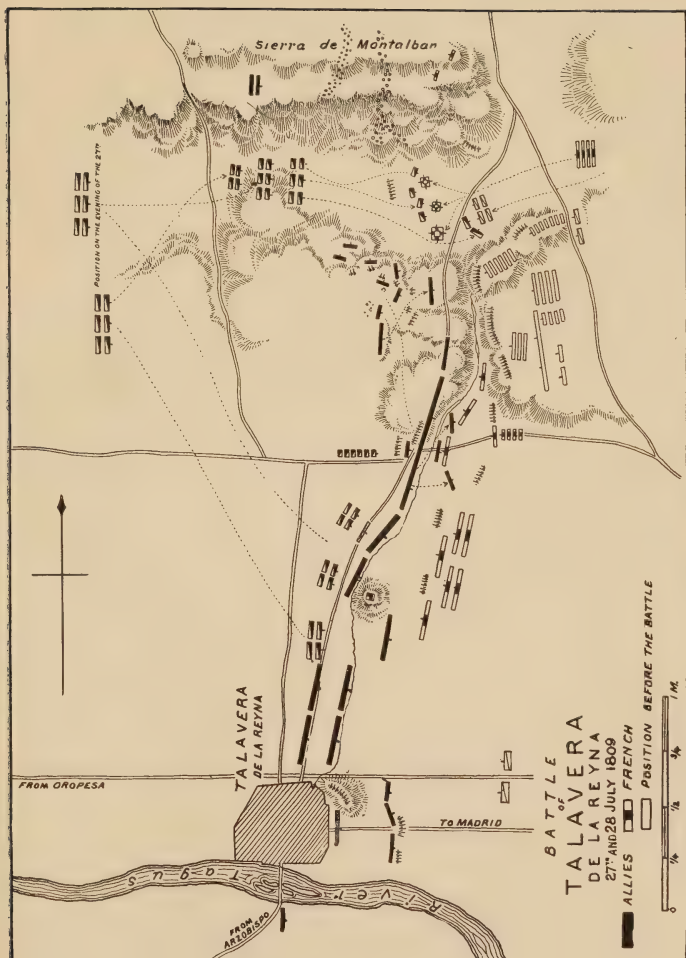 Sierra de Montalban
POSITION ON THE EVENING OF THE 27TH
TALAVERA
DE LA REYNA
FROM OROPESA
TO MADRID
River Tagus
FROM
ARZOBISPO
BATTLE
OF
TALAVERA
DE LA REYNA
27TH AND 28 JULY 1809
ALLIES FRENCH
POSITION BEFORE THE BATTLE
0 1/4 1/2 3/4 1 M.